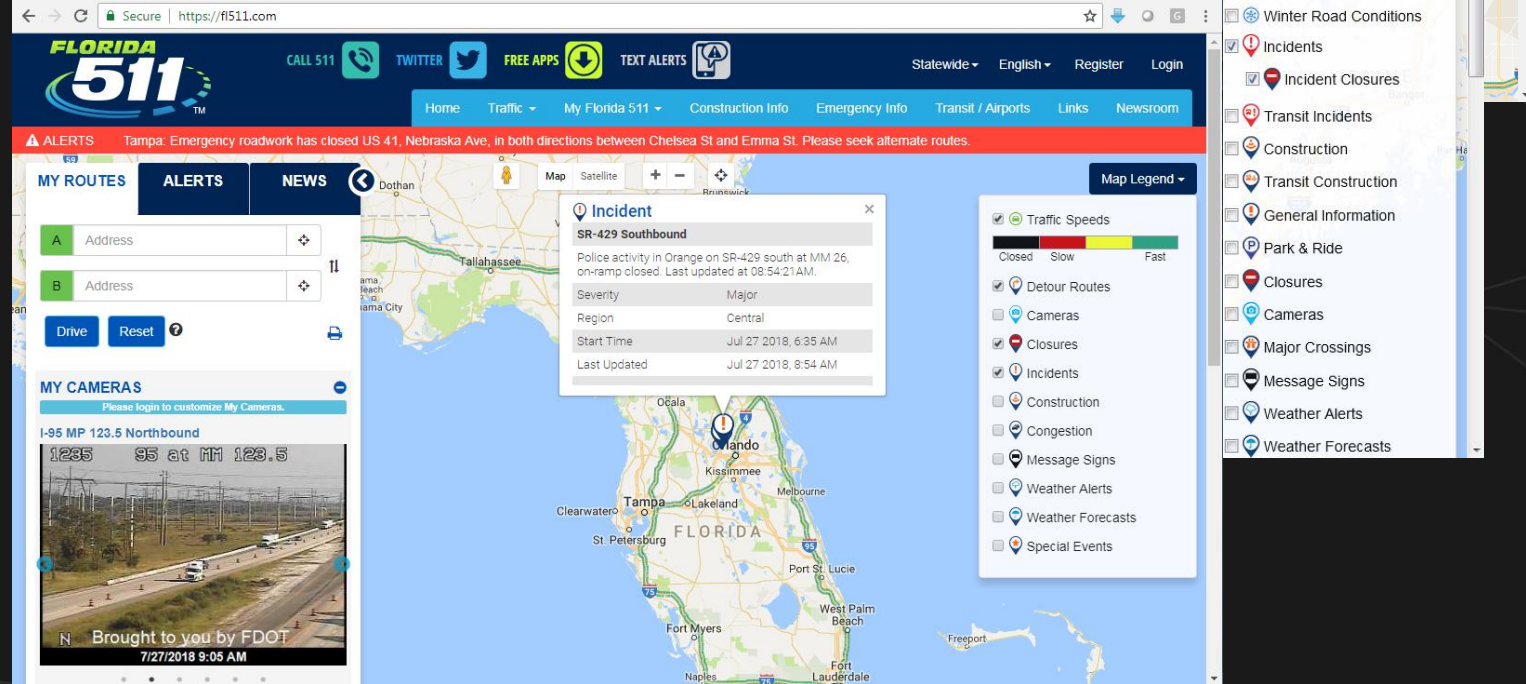 Secure | https://fl511.com
FLORIDA
511
TM
CALL 511
TWITTER
FREE APPS
TEXT ALERTS
Statewide
English
Register
Login
Home
Traffic
My Florida 511
Construction Info
Emergency Info
Transit / Airports
Links
Newsroom
ALERTS Tampa: Emergency roadwork has closed US 41, Nebraska Ave, in both directions between Chelsea St and Emma St. Please seek alternate routes.
MY ROUTES
ALERTS
NEWS
A Address
B Address
Drive
Reset
MY CAMERAS
Please login to customize My Cameras.
I-95 MP 123.5 Northbound
1235 95 at MM 123.5
N Brought to you by FDOT
7/27/2018 9:05 AM
59
Map
Satellite
Dothan
Brunswick
Tallahassee
Incident
SR-429 Southbound
Police activity in Orange on SR-429 south at MM 26,
on-ramp closed. Last updated at 08:54:21AM.
Severity Major
Region Central
Start Time Jul 27 2018, 6:35 AM
Last Updated Jul 27 2018, 8:54 AM
Ocala
4
Kissimmee
Melbourne
Tampa
Lakeland
Clearwater
St. Petersburg
FLORIDA
95
Port St. Lucie
75
West Palm
Beach
Fort Myers
Freeport
Naples
75
Fort
Lauderdale
Map Legend
Traffic Speeds
Closed Slow Fast
Detour Routes
Cameras
Closures
Incidents
Construction
Congestion
Message Signs
Weather Alerts
Weather Forecasts
Special Events
Winter Road Conditions
Incidents
Incident Closures
Bangor
Transit Incidents
Construction
Transit Construction
General Information
Park & Ride
Closures
Cameras
Major Crossings
Message Signs
Weather Alerts
Weather Forecasts